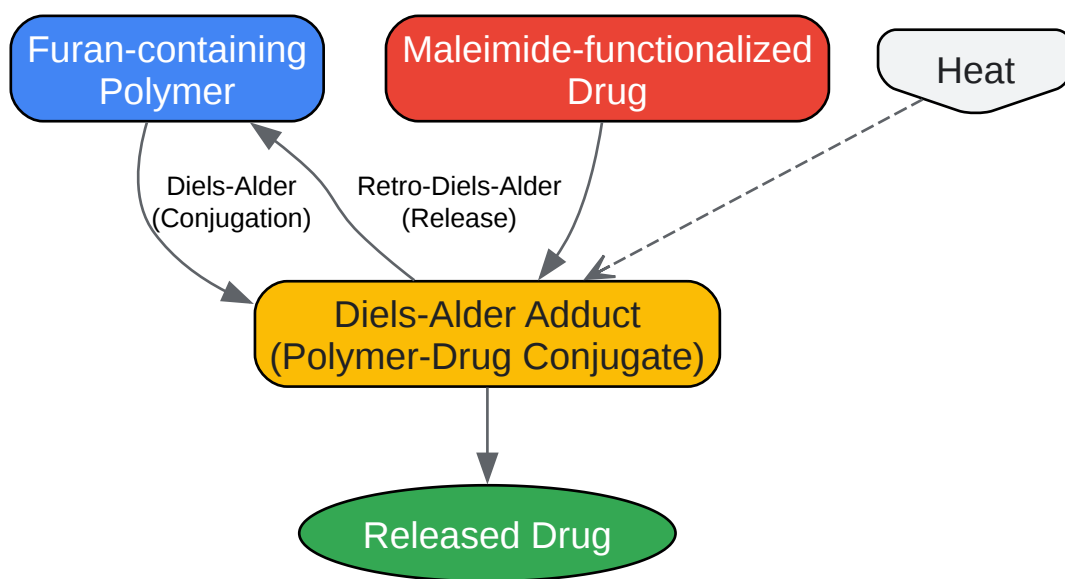 Furan-containing
Polymer
Maleimide-functionalized
Drug
Heat
Diels-Alder
(Conjugation)
Retro-Diels-Alder
(Release)
Diels-Alder Adduct
(Polymer-Drug Conjugate)
Released Drug